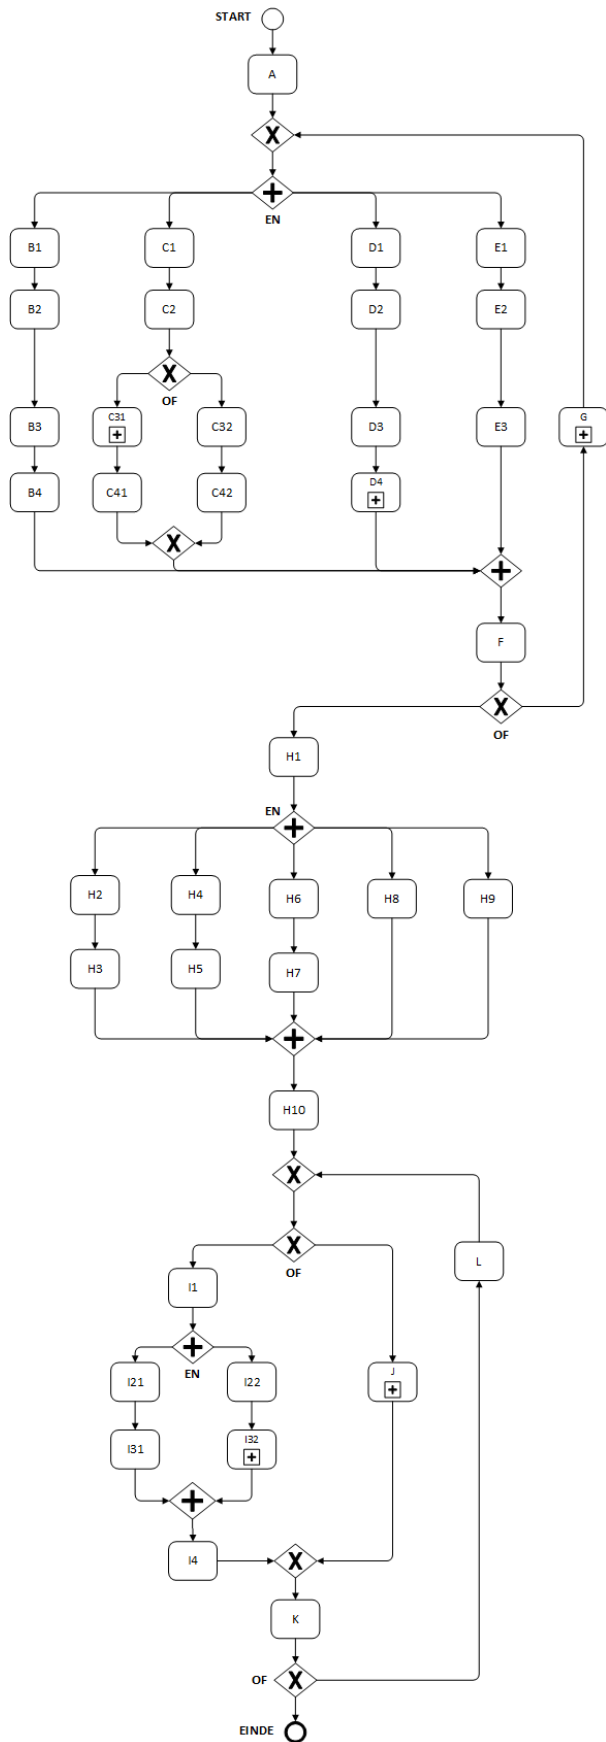 START
A
EN
B1
C1
D1
E1
B2
C2
D2
E2
OF
B3
C31
C32
D3
E3
G
B4
C41
C42
D4
F
OF
H1
EN
H2
H4
H6
H8
H9
H3
H5
H7
H10
OF
L
I1
EN
I21
I22
J
I31
I32
I4
K
OF
EINDE